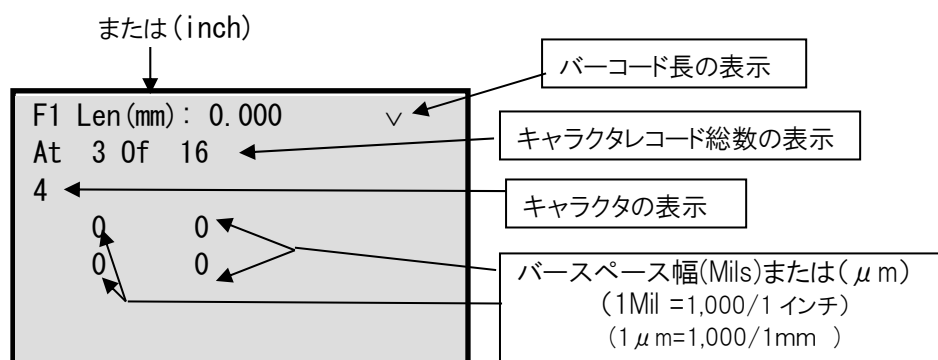 または(inch)
バーコード長の表示
F1 Len(mm): 0.000 ∨
キャラクタレコード総数の表示
At 3 Of 16
キャラクタの表示
4
0 0
0 0
バースペース幅(Mils)または(μm)
(1Mil =1,000/1 インチ)
(1μm=1,000/1mm )